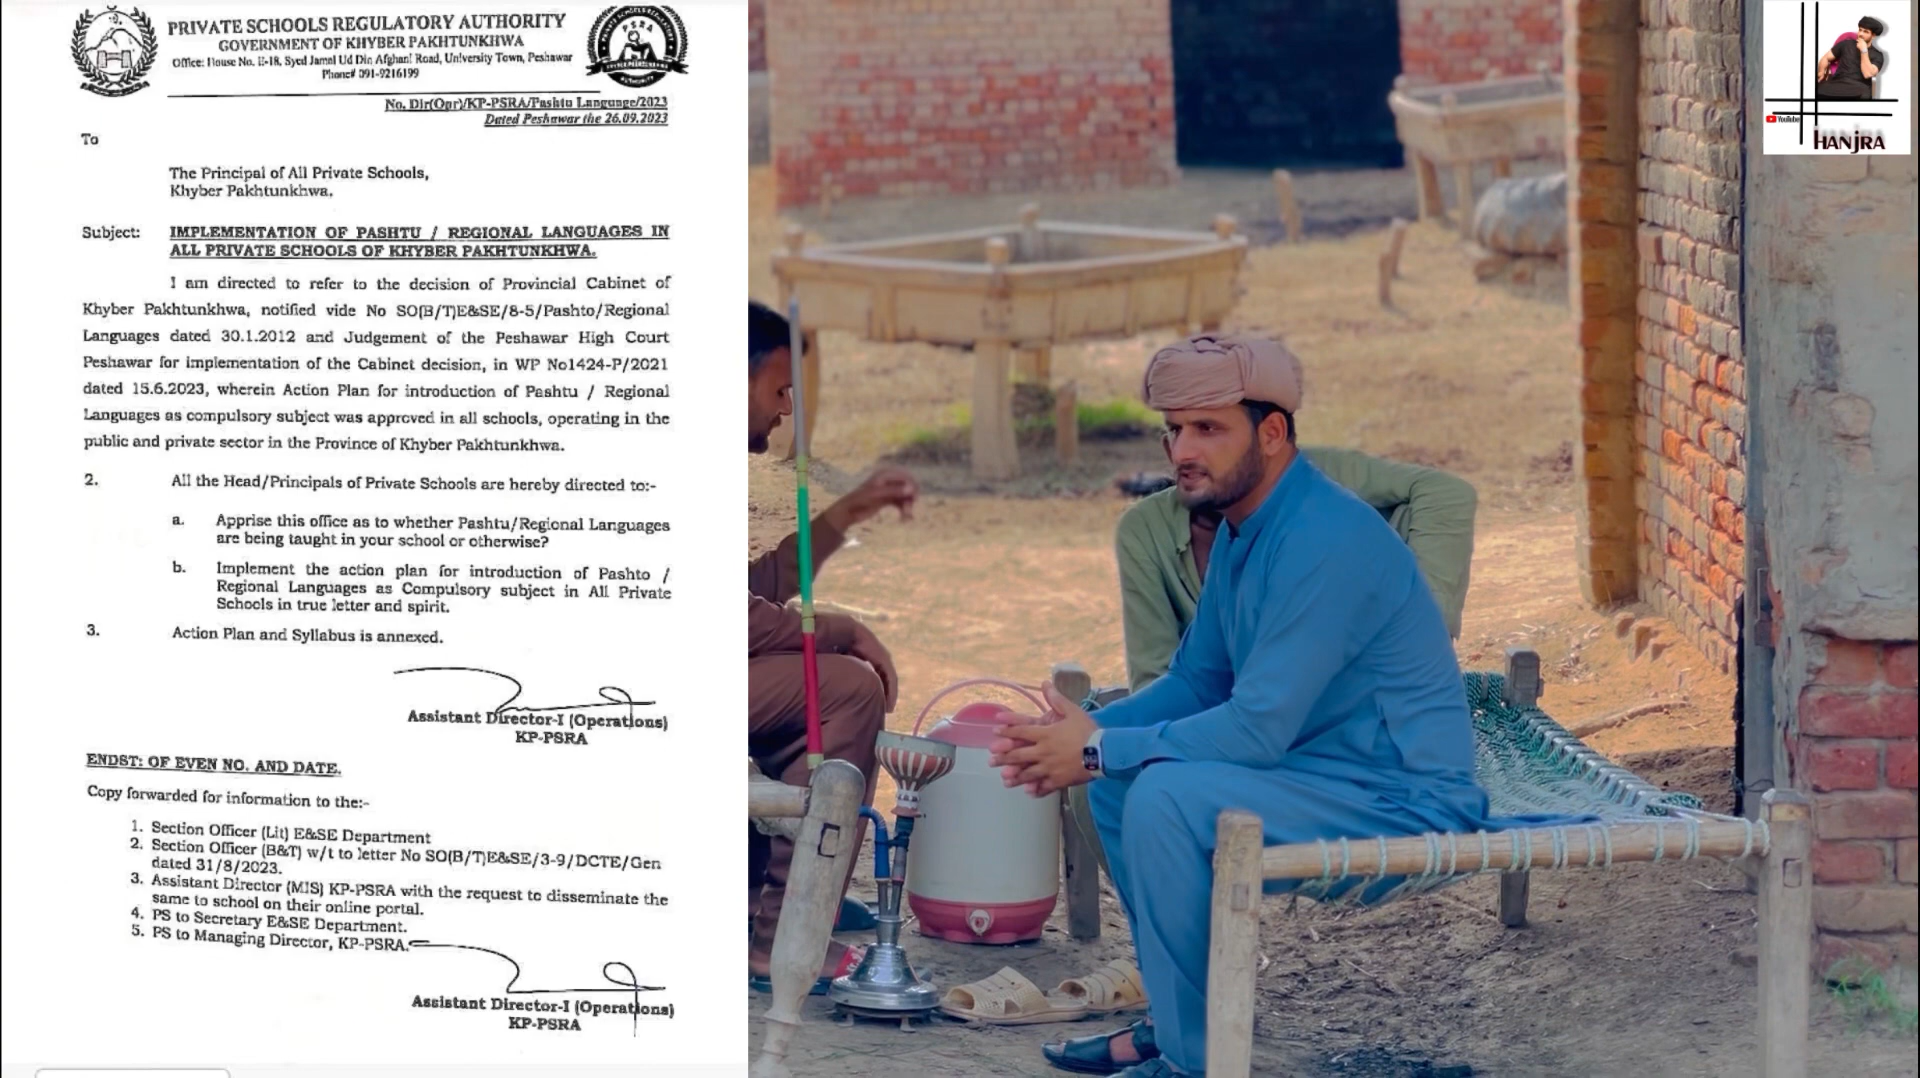 PRIVATE SCHOOLS REGULATORY AUTHORITY
GOVERNMENT OF KHYBER PAKHTUNKHWA
Office: House No. E-18, Syed Jamal Ud Din Afghani Road, University Town, Peshawar
Phone# 091-9216199
No. Dir(Opr)/KP-PSRA/Pashtu Language/2023
Dated Peshawar the 26.09.2023
To
The Principal of All Private Schools,
Khyber Pakhtunkhwa.
Subject: IMPLEMENTATION OF PASHTU / REGIONAL LANGUAGES IN
ALL PRIVATE SCHOOLS OF KHYBER PAKHTUNKHWA.
I am directed to refer to the decision of Provincial Cabinet of
Khyber Pakhtunkhwa, notified vide No SO(B/T)E&SE/8-5/Pashto/Regional
Languages dated 30.1.2012 and Judgement of the Peshawar High Court
Peshawar for implementation of the Cabinet decision, in WP No1424-P/2021
dated 15.6.2023, wherein Action Plan for introduction of Pashtu / Regional
Languages as compulsory subject was approved in all schools, operating in the
public and private sector in the Province of Khyber Pakhtunkhwa.
2. All the Head/Principals of Private Schools are hereby directed to:-
a. Apprise this office as to whether Pashtu/Regional Languages
are being taught in your school or otherwise?
b. Implement the action plan for introduction of Pashto /
Regional Languages as Compulsory subject in All Private
Schools in true letter and spirit.
3. Action Plan and Syllabus is annexed.
Assistant Director-I (Operations)
KP-PSRA
ENDST: OF EVEN NO. AND DATE.
Copy forwarded for information to the:-
1. Section Officer (Lit) E&SE Department
2. Section Officer (B&T) w/t to letter No SO(B/T)E&SE/3-9/DCTE/Gen
dated 31/8/2023.
3. Assistant Director (MIS) KP-PSRA with the request to disseminate the
same to school on their online portal.
4. PS to Secretary E&SE Department.
5. PS to Managing Director, KP-PSRA.
Assistant Director-I (Operations)
KP-PSRA
PSRA
YouTube
HANJRA